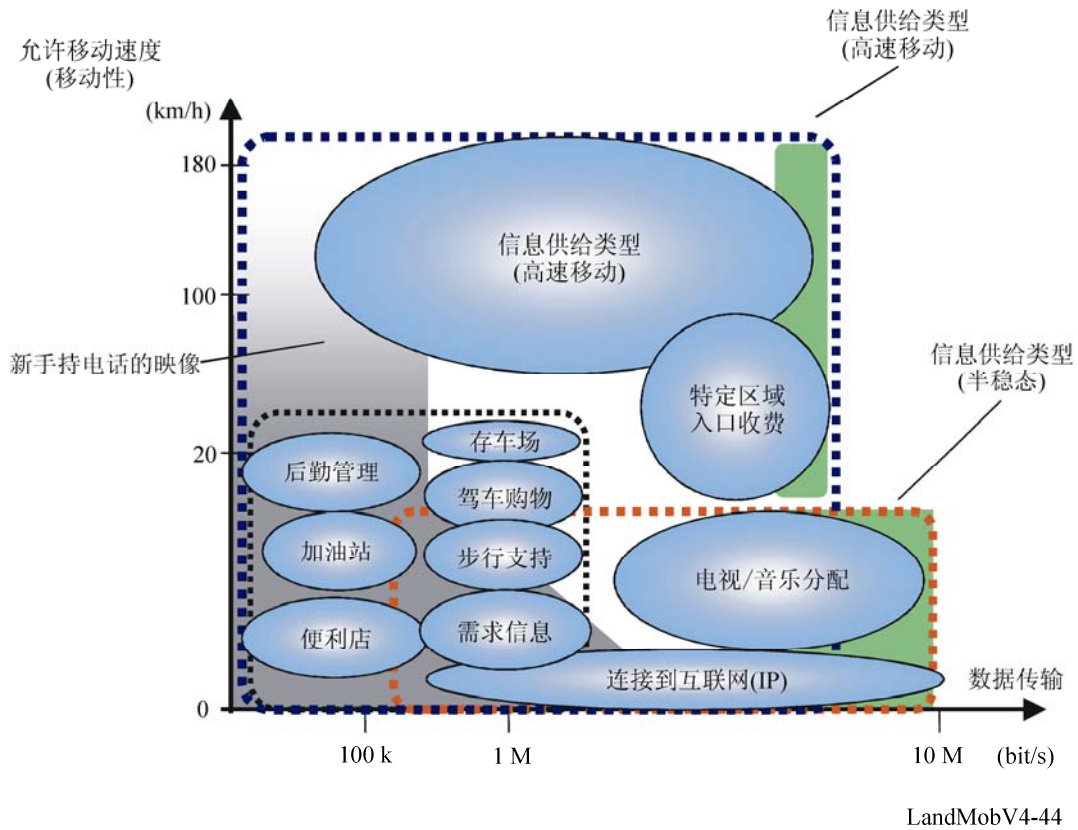 信息供给类型
(高速移动)
允许移动速度
(移动性)
(km/h)
180
信息供给类型
(高速移动)
100
新手持电话的映像
信息供给类型
(半稳态)
特定区域
入口收费
20
存车场
后勤管理
驾车购物
加油站
步行支持
电视/音乐分配
便利店
需求信息
连接到互联网(IP)
数据传输
0
100 k
1 M
10 M
(bit/s)
LandMobV4-44